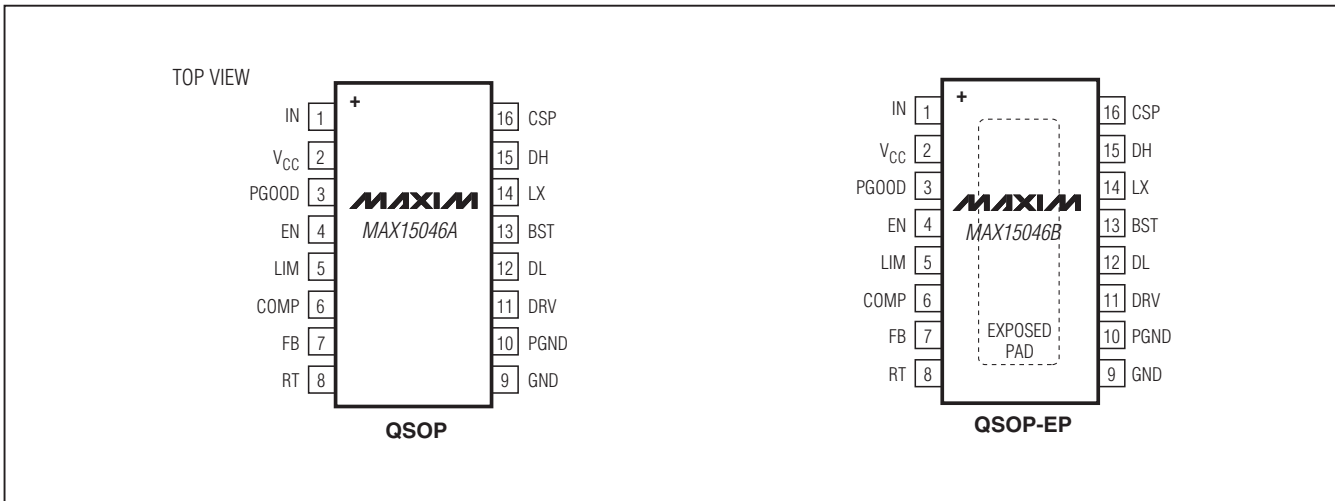 TOP VIEW
+
IN 1
V_CC 2
PGOOD 3
EN 4
LIM 5
COMP 6
FB 7
RT 8
16 CSP
15 DH
14 LX
13 BST
12 DL
11 DRV
10 PGND
9 GND
MAXIM
MAX15046A
QSOP
+
IN 1
V_CC 2
PGOOD 3
EN 4
LIM 5
COMP 6
FB 7
RT 8
16 CSP
15 DH
14 LX
13 BST
12 DL
11 DRV
10 PGND
9 GND
MAXIM
MAX15046B
EXPOSED
PAD
QSOP-EP